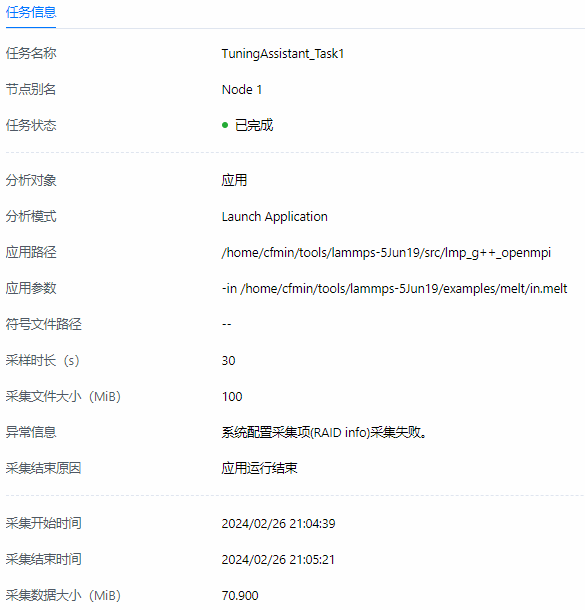 任务信息
任务名称 TuningAssistant_Task1
节点别名 Node 1
任务状态 已完成
分析对象 应用
分析模式 Launch Application
应用路径 /home/cfmin/tools/lammps-5Jun19/src/lmp_g++_openmpi
应用参数 -in /home/cfmin/tools/lammps-5Jun19/examples/melt/in.melt
符号文件路径 --
采样时长（s） 30
采集文件大小（MiB） 100
异常信息 系统配置采集项(RAID info)采集失败。
采集结束原因 应用运行结束
采集开始时间 2024/02/26 21:04:39
采集结束时间 2024/02/26 21:05:21
采集数据大小（MiB） 70.900